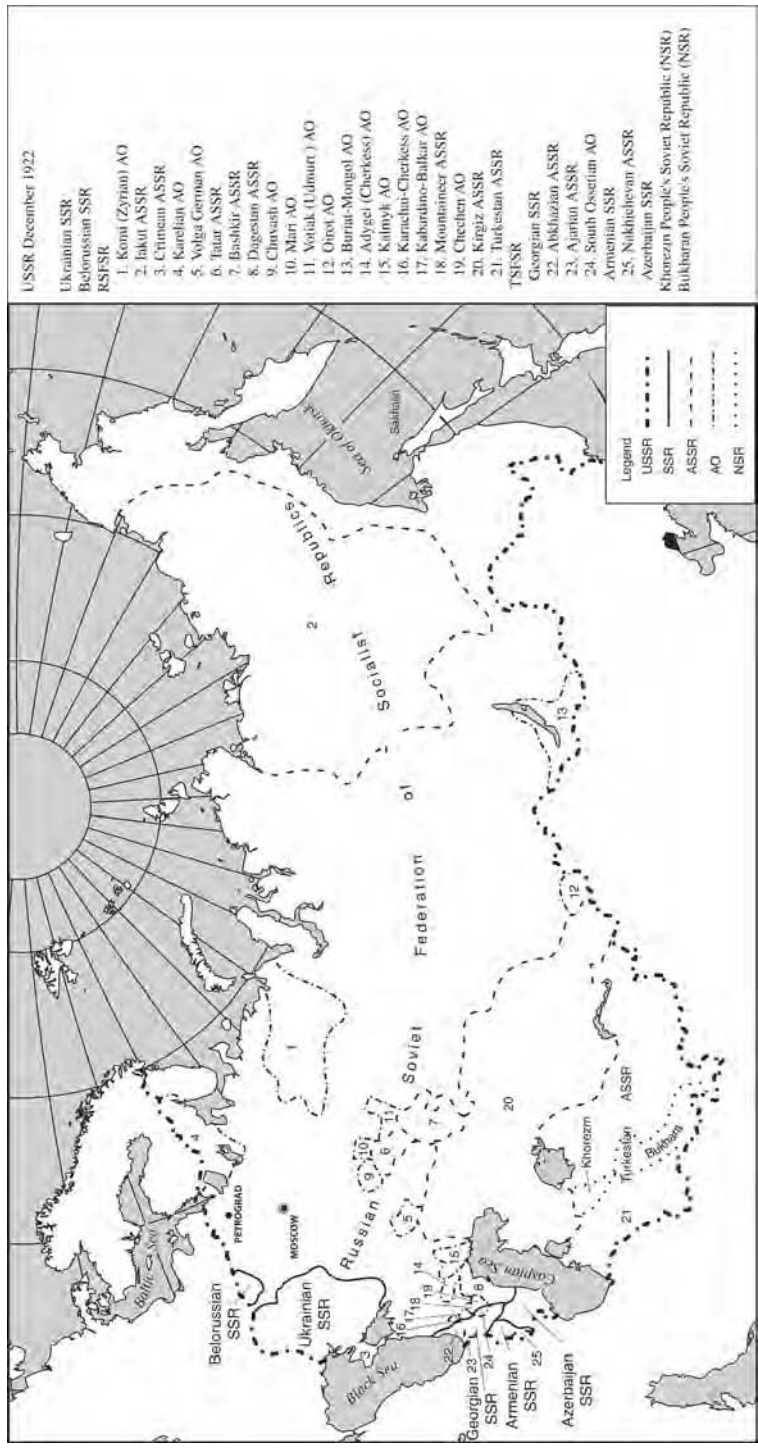 USSR December 1922
Ukrainian SSR
Belorussian SSR
RSFSR
1. Komi (Zyrian) AO
2. Iakut ASSR
3. Crimean ASSR
4. Karelian AO
5. Volga German AO
6. Tatar ASSR
7. Bashkir ASSR
8. Dagestan ASSR
9. Chuvash AO
10. Mari AO
11. Votiak (Udmurt ) AO
12. Oirot AO
13. Buriat-Mongol AO
14. Adygei (Cherkess) AO
15. Kalmyk AO
16. Karachai-Cherkess AO
17. Kabardino-Balkar AO
18. Mountaineer ASSR
19. Chechen AO
20. Kirgiz ASSR
21. Turkestan ASSR
TSFSR
Georgian SSR
22. Abkhazian ASSR
23. Ajarian ASSR
24. South Ossetian AO
Armenian SSR
25. Nakhichevan ASSR
Azerbaijan SSR
Khorezm People's Soviet Republic (NSR)
Bukharan People's Soviet Republic (NSR)
Legend
USSR
SSR
ASSR
AO
NSR
Sea of Okhotsk
Sakhalin
Russian Soviet Federation of Socialist Republics
2
13
12
1
4
Baltic Sea
PETROGRAD
MOSCOW
Belorussian
SSR
Ukrainian
SSR
10
11
9
6
7
5
20
Khorezm
Turkestan ASSR
Bukhara
21
Caspian Sea
14
15
19
18
17
16
8
3
Black Sea
22
Georgian
SSR
23
24
Armenian
SSR
25
Azerbaijan
SSR